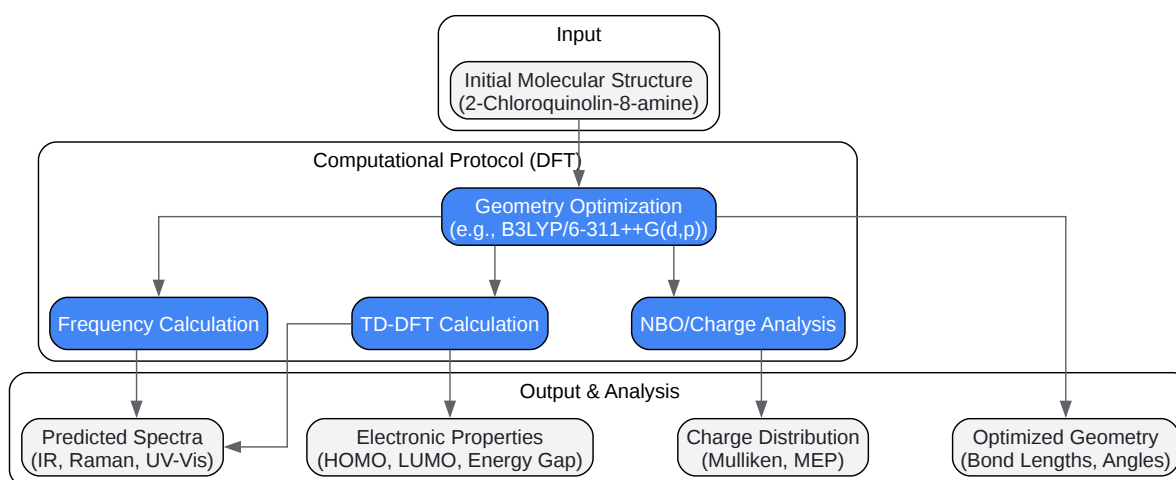 Input
Initial Molecular Structure
(2-Chloroquinolin-8-amine)
Computational Protocol (DFT)
Geometry Optimization
(e.g., B3LYP/6-311++G(d,p))
Frequency Calculation
TD-DFT Calculation
NBO/Charge Analysis
Output & Analysis
Predicted Spectra
(IR, Raman, UV-Vis)
Electronic Properties
(HOMO, LUMO, Energy Gap)
Charge Distribution
(Mulliken, MEP)
Optimized Geometry
(Bond Lengths, Angles)